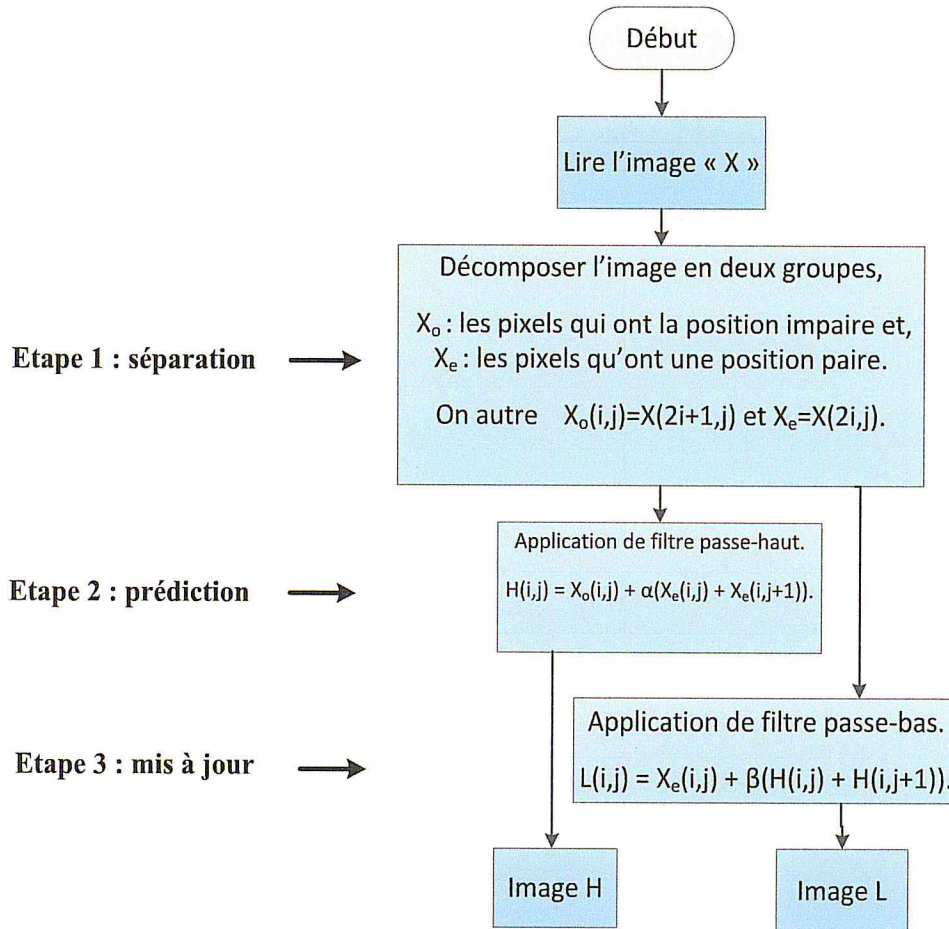 Début
Lire l'image « X »
Décomposer l'image en deux groupes,
Xₒ : les pixels qui ont la position impaire et,
Xₑ : les pixels qu'ont une position paire.
On autre Xₒ(i,j)=X(2i+1,j) et Xₑ=X(2i,j).
Etape 1 : séparation
Application de filtre passe-haut.
H(i,j) = Xₒ(i,j) + α(Xₑ(i,j) + Xₑ(i,j+1)).
Etape 2 : prédiction
Application de filtre passe-bas.
L(i,j) = Xₑ(i,j) + β(H(i,j) + H(i,j+1)).
Etape 3 : mis à jour
Image H
Image L